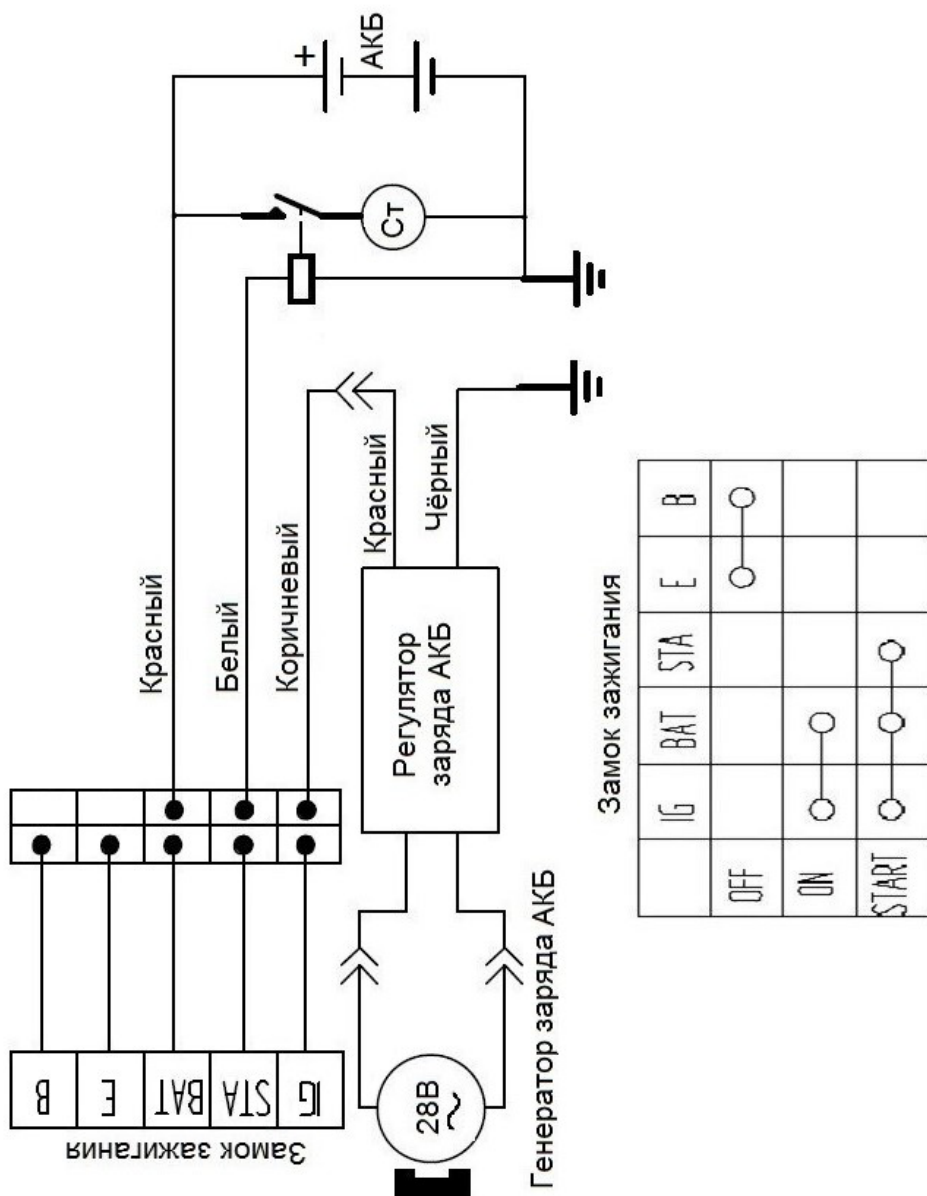 Замок зажигания
B
E
BAT
STA
IG
Красный
Белый
Коричневый
+
АКБ
Ст
28В
~
Генератор заряда АКБ
Регулятор
заряда АКБ
Красный
Чёрный
Замок зажигания
IG BAT STA E B
OFF
ON
START